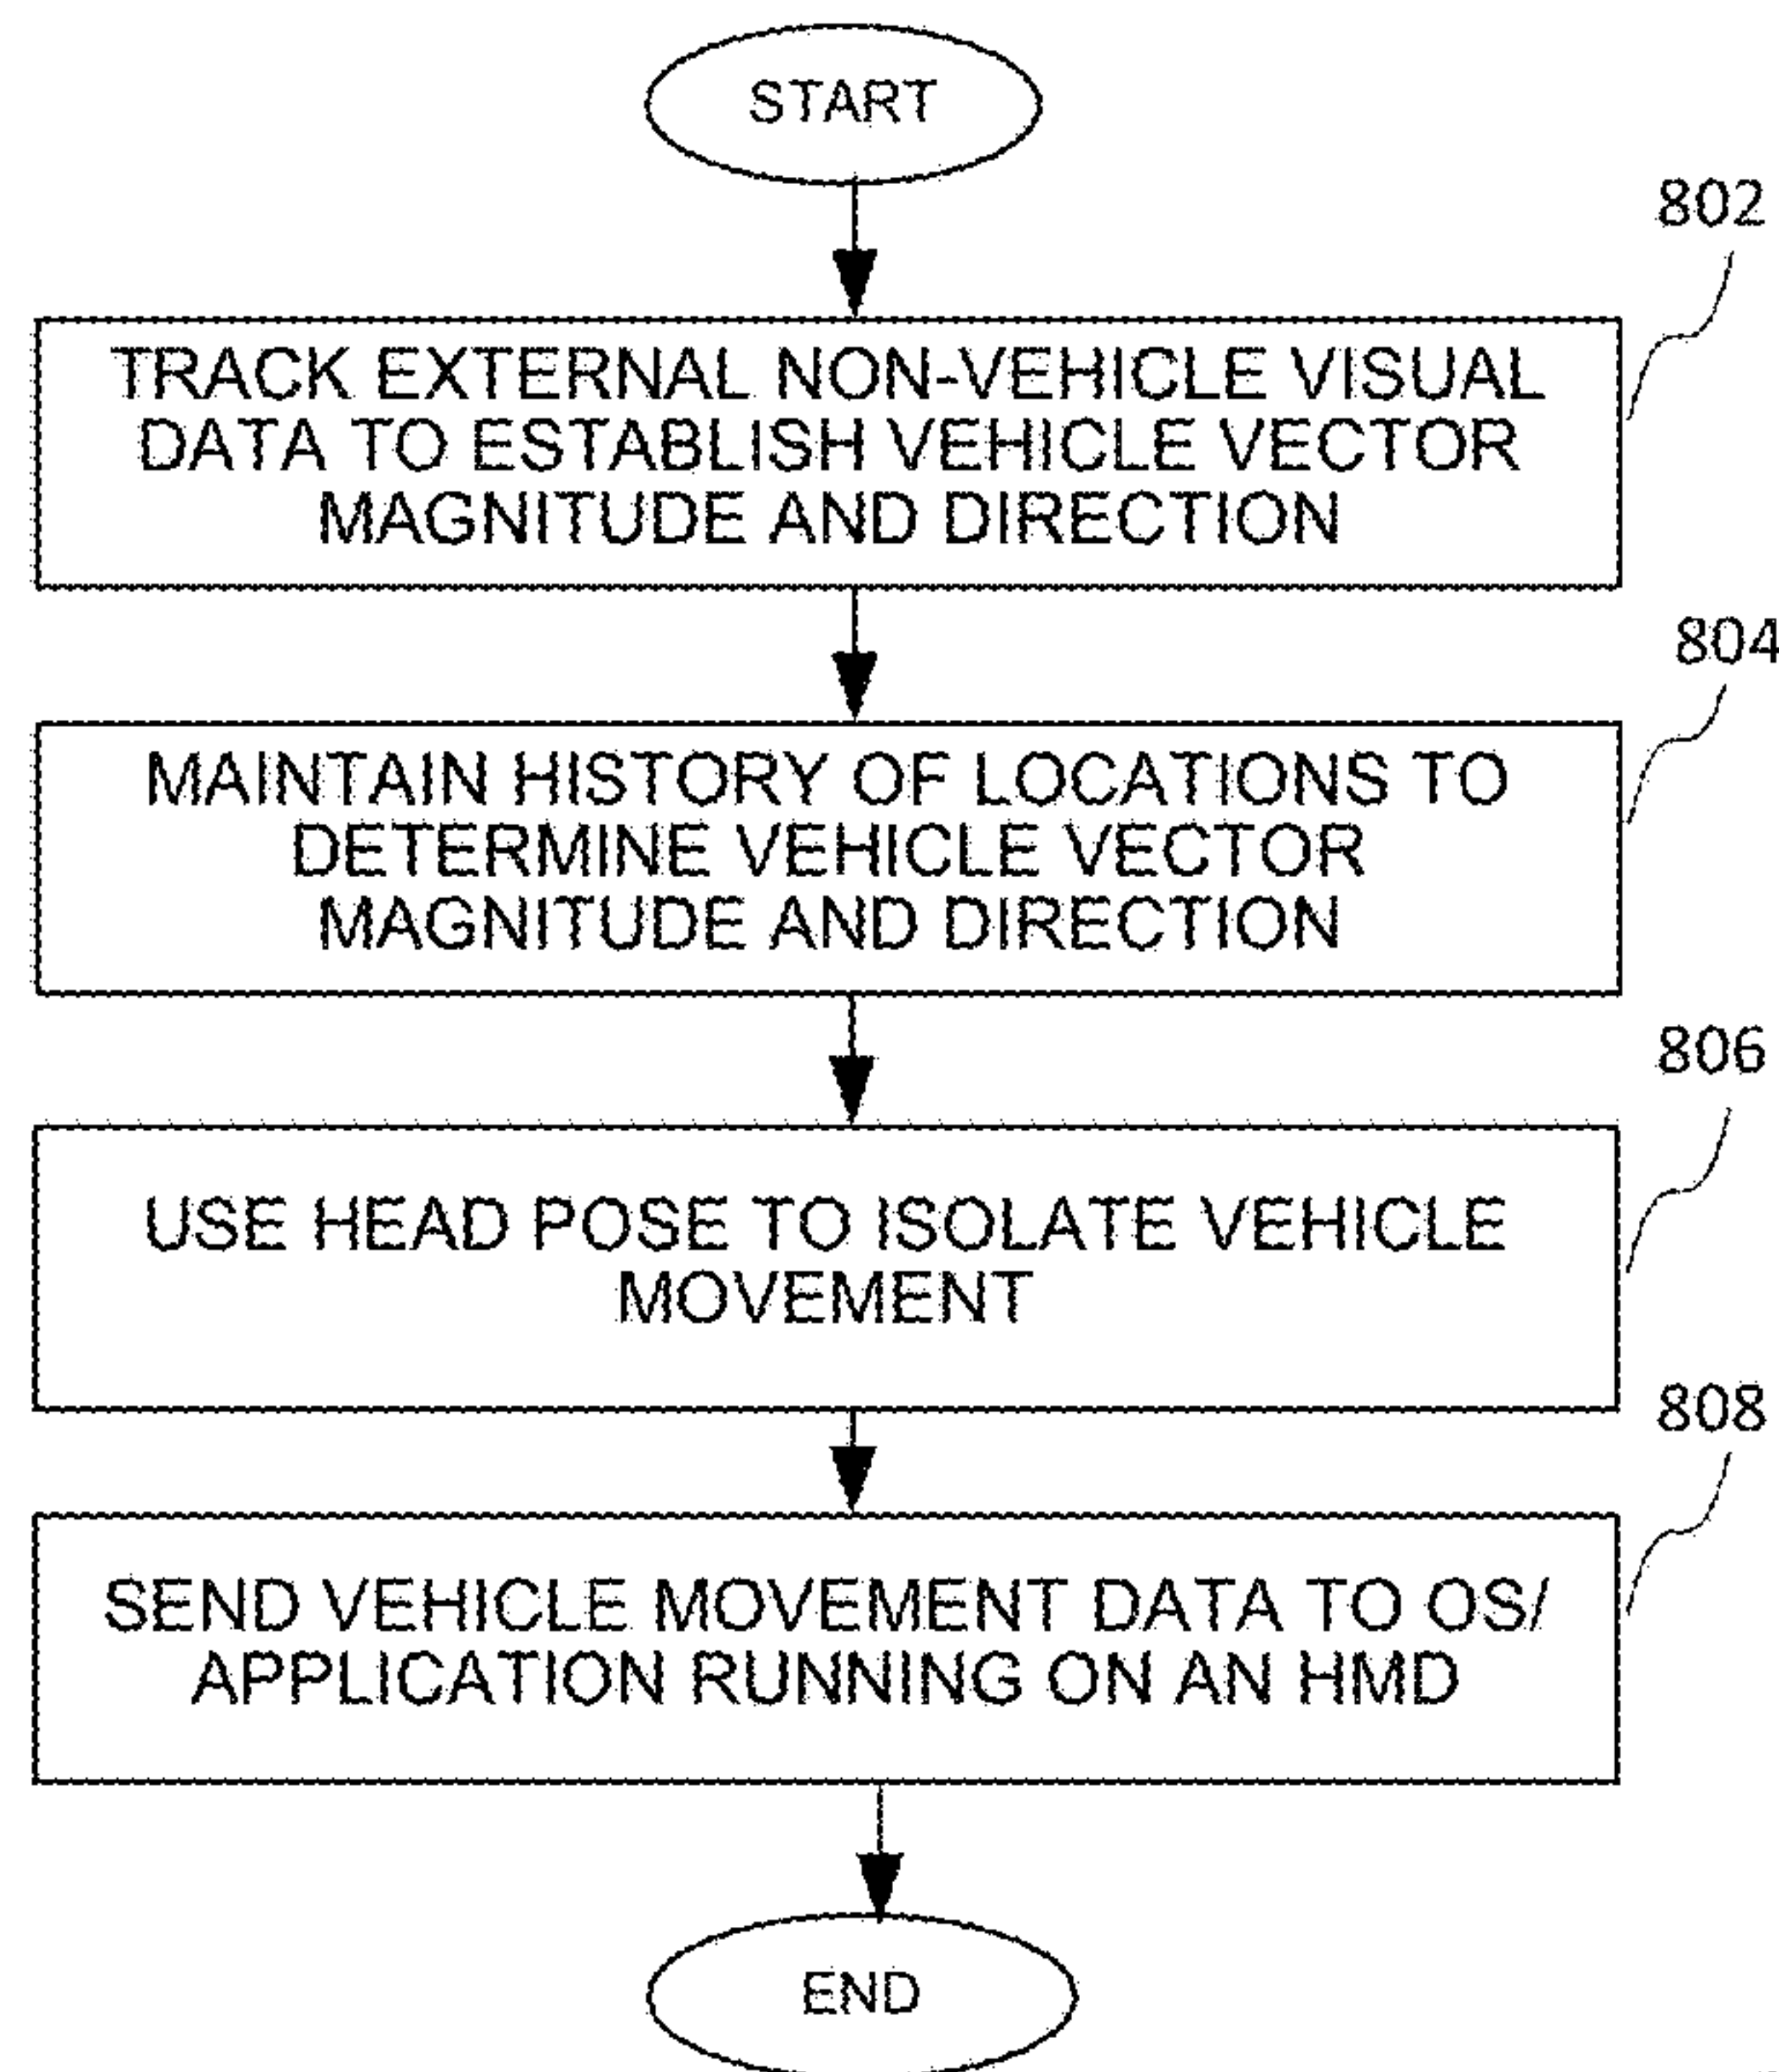 START
802
TRACK EXTERNAL NON-VEHICLE VISUAL
DATA TO ESTABLISH VEHICLE VECTOR
MAGNITUDE AND DIRECTION
804
MAINTAIN HISTORY OF LOCATIONS TO
DETERMINE VEHICLE VECTOR
MAGNITUDE AND DIRECTION
806
USE HEAD POSE TO ISOLATE VEHICLE
MOVEMENT
808
SEND VEHICLE MOVEMENT DATA TO OS/
APPLICATION RUNNING ON AN HMD
END